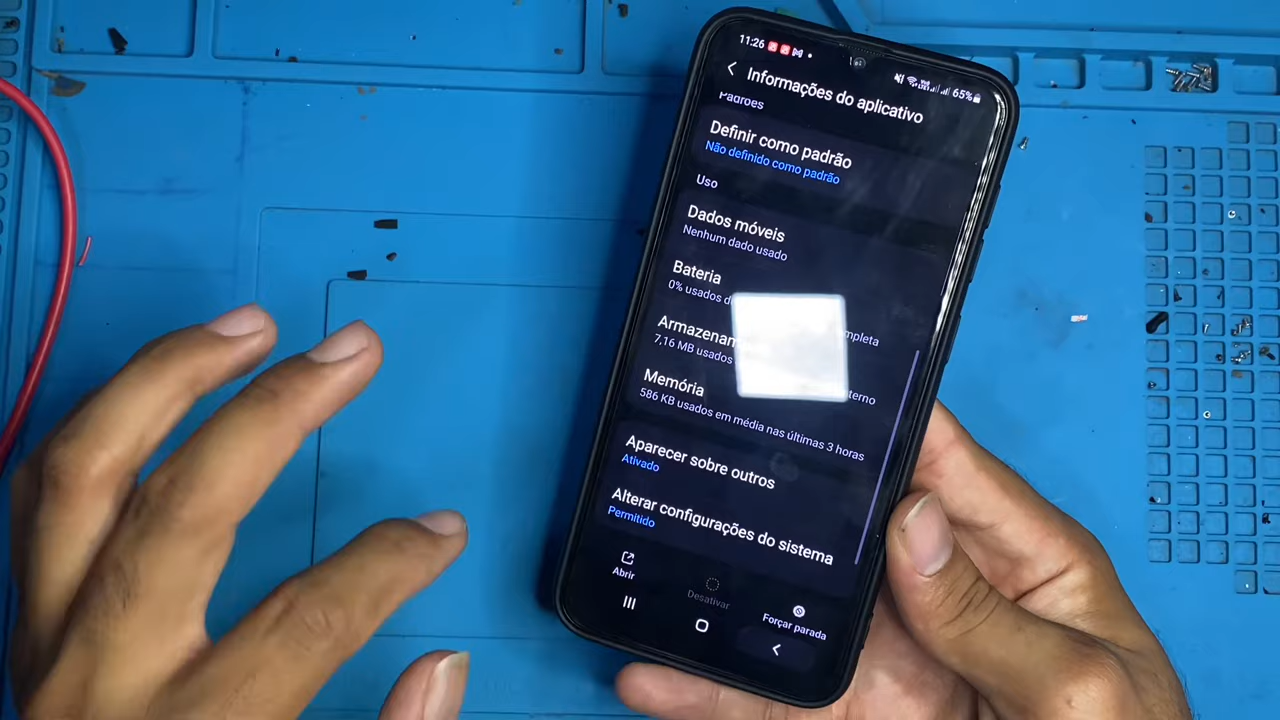 11:26
65%
Informações do aplicativo
Padrões
Definir como padrão
Não definido como padrão
Uso
Dados móveis
Nenhum dado usado
Bateria
0% usados
Armazenam
7,16 MB usados
Memória
586 KB usados em média nas últimas 3 horas
Aparecer sobre outros
Ativado
Alterar configurações do sistema
Permitido
Abrir
Desativar
Forçar parada